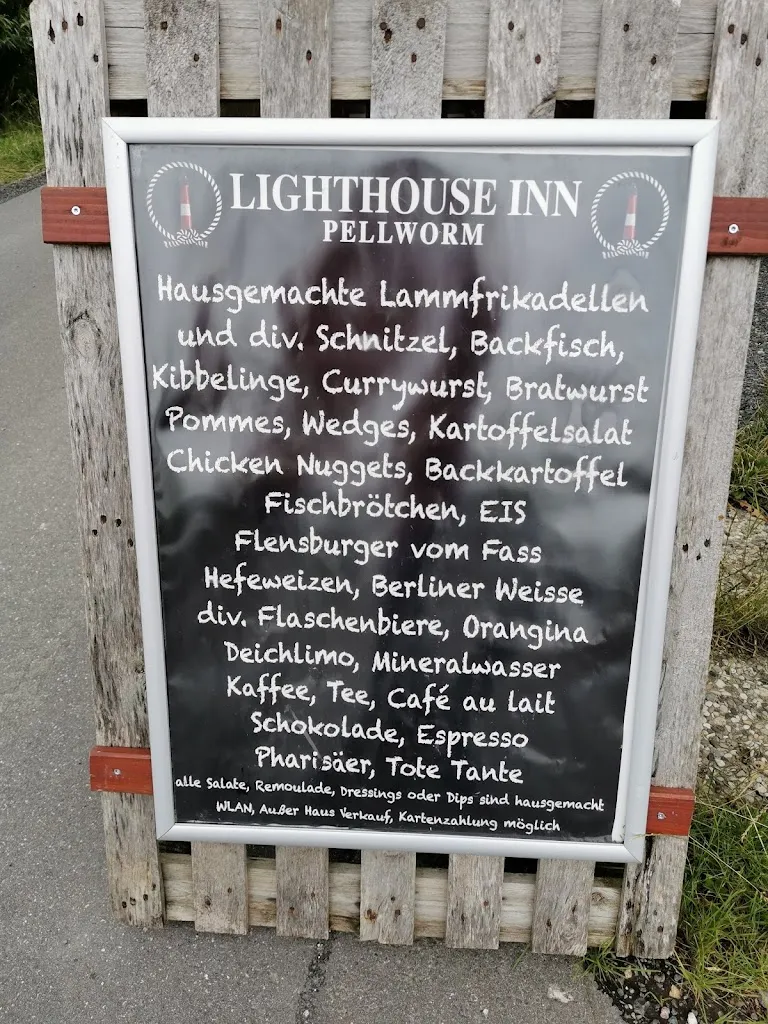 LIGHTHOUSE INN
PELLWORM
Hausgemachte Lammfrikadellen
und div. Schnitzel, Backfisch,
Kibbelinge, Currywurst, Bratwurst
Pommes, Wedges, Kartoffelsalat
Chicken Nuggets, Backkartoffel
Fischbrötchen, EIS
Flensburger vom Fass
Hefeweizen, Berliner Weisse
div. Flaschenbiere, Orangina
Deichlimo, Mineralwasser
Kaffee, Tee, Café au lait
Schokolade, Espresso
Pharisäer, Tote Tante
alle Salate, Remoulade, Dressings oder Dips sind hausgemacht
WLAN, Außer Haus Verkauf, Kartenzahlung möglich